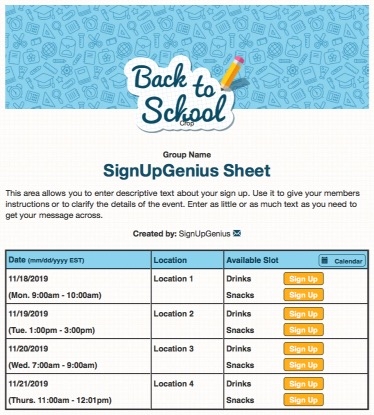 Back to
School
Crop
Group Name
SignUpGenius Sheet
This area allows you to enter descriptive text about your sign up. Use it to give your members
instructions or to clarify the details of the event. Enter as little or as much text as you need to
get your message across.
Created by: SignUpGenius
Date (mm/dd/yyyy EST) Location Available Slot Calendar
11/18/2019 Location 1 Drinks Sign Up
(Mon. 9:00am - 10:00am) Snacks Sign Up
11/19/2019 Location 2 Drinks Sign Up
(Tue. 1:00pm - 3:00pm) Snacks Sign Up
11/20/2019 Location 3 Drinks Sign Up
(Wed. 7:00am - 9:00am) Snacks Sign Up
11/21/2019 Location 4 Drinks Sign Up
(Thurs. 11:00am - 12:01pm) Snacks Sign Up